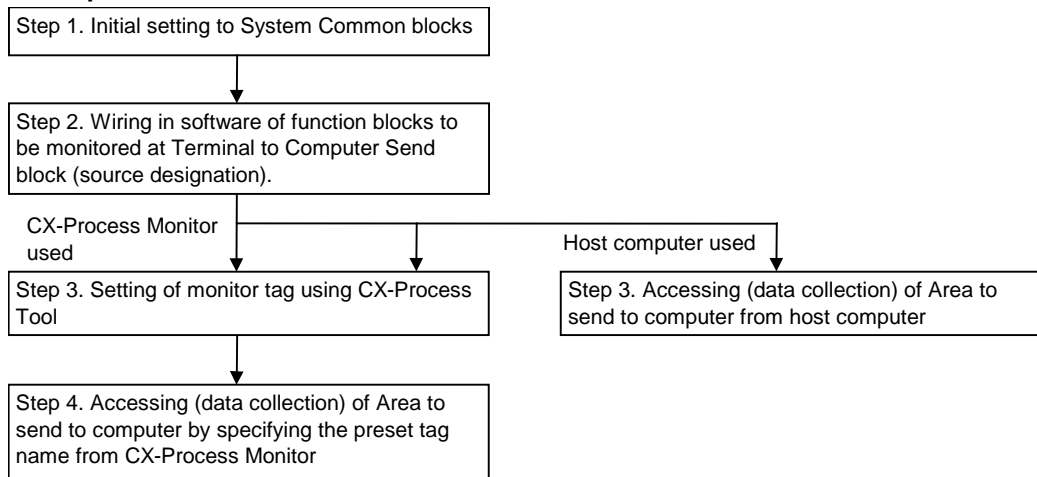 Step 1. Initial setting to System Common blocks
Step 2. Wiring in software of function blocks to
be monitored at Terminal to Computer Send
block (source designation).
CX-Process Monitor
used
Host computer used
Step 3. Setting of monitor tag using CX-Process
Tool
Step 3. Accessing (data collection) of Area to
send to computer from host computer
Step 4. Accessing (data collection) of Area to
send to computer by specifying the preset tag
name from CX-Process Monitor